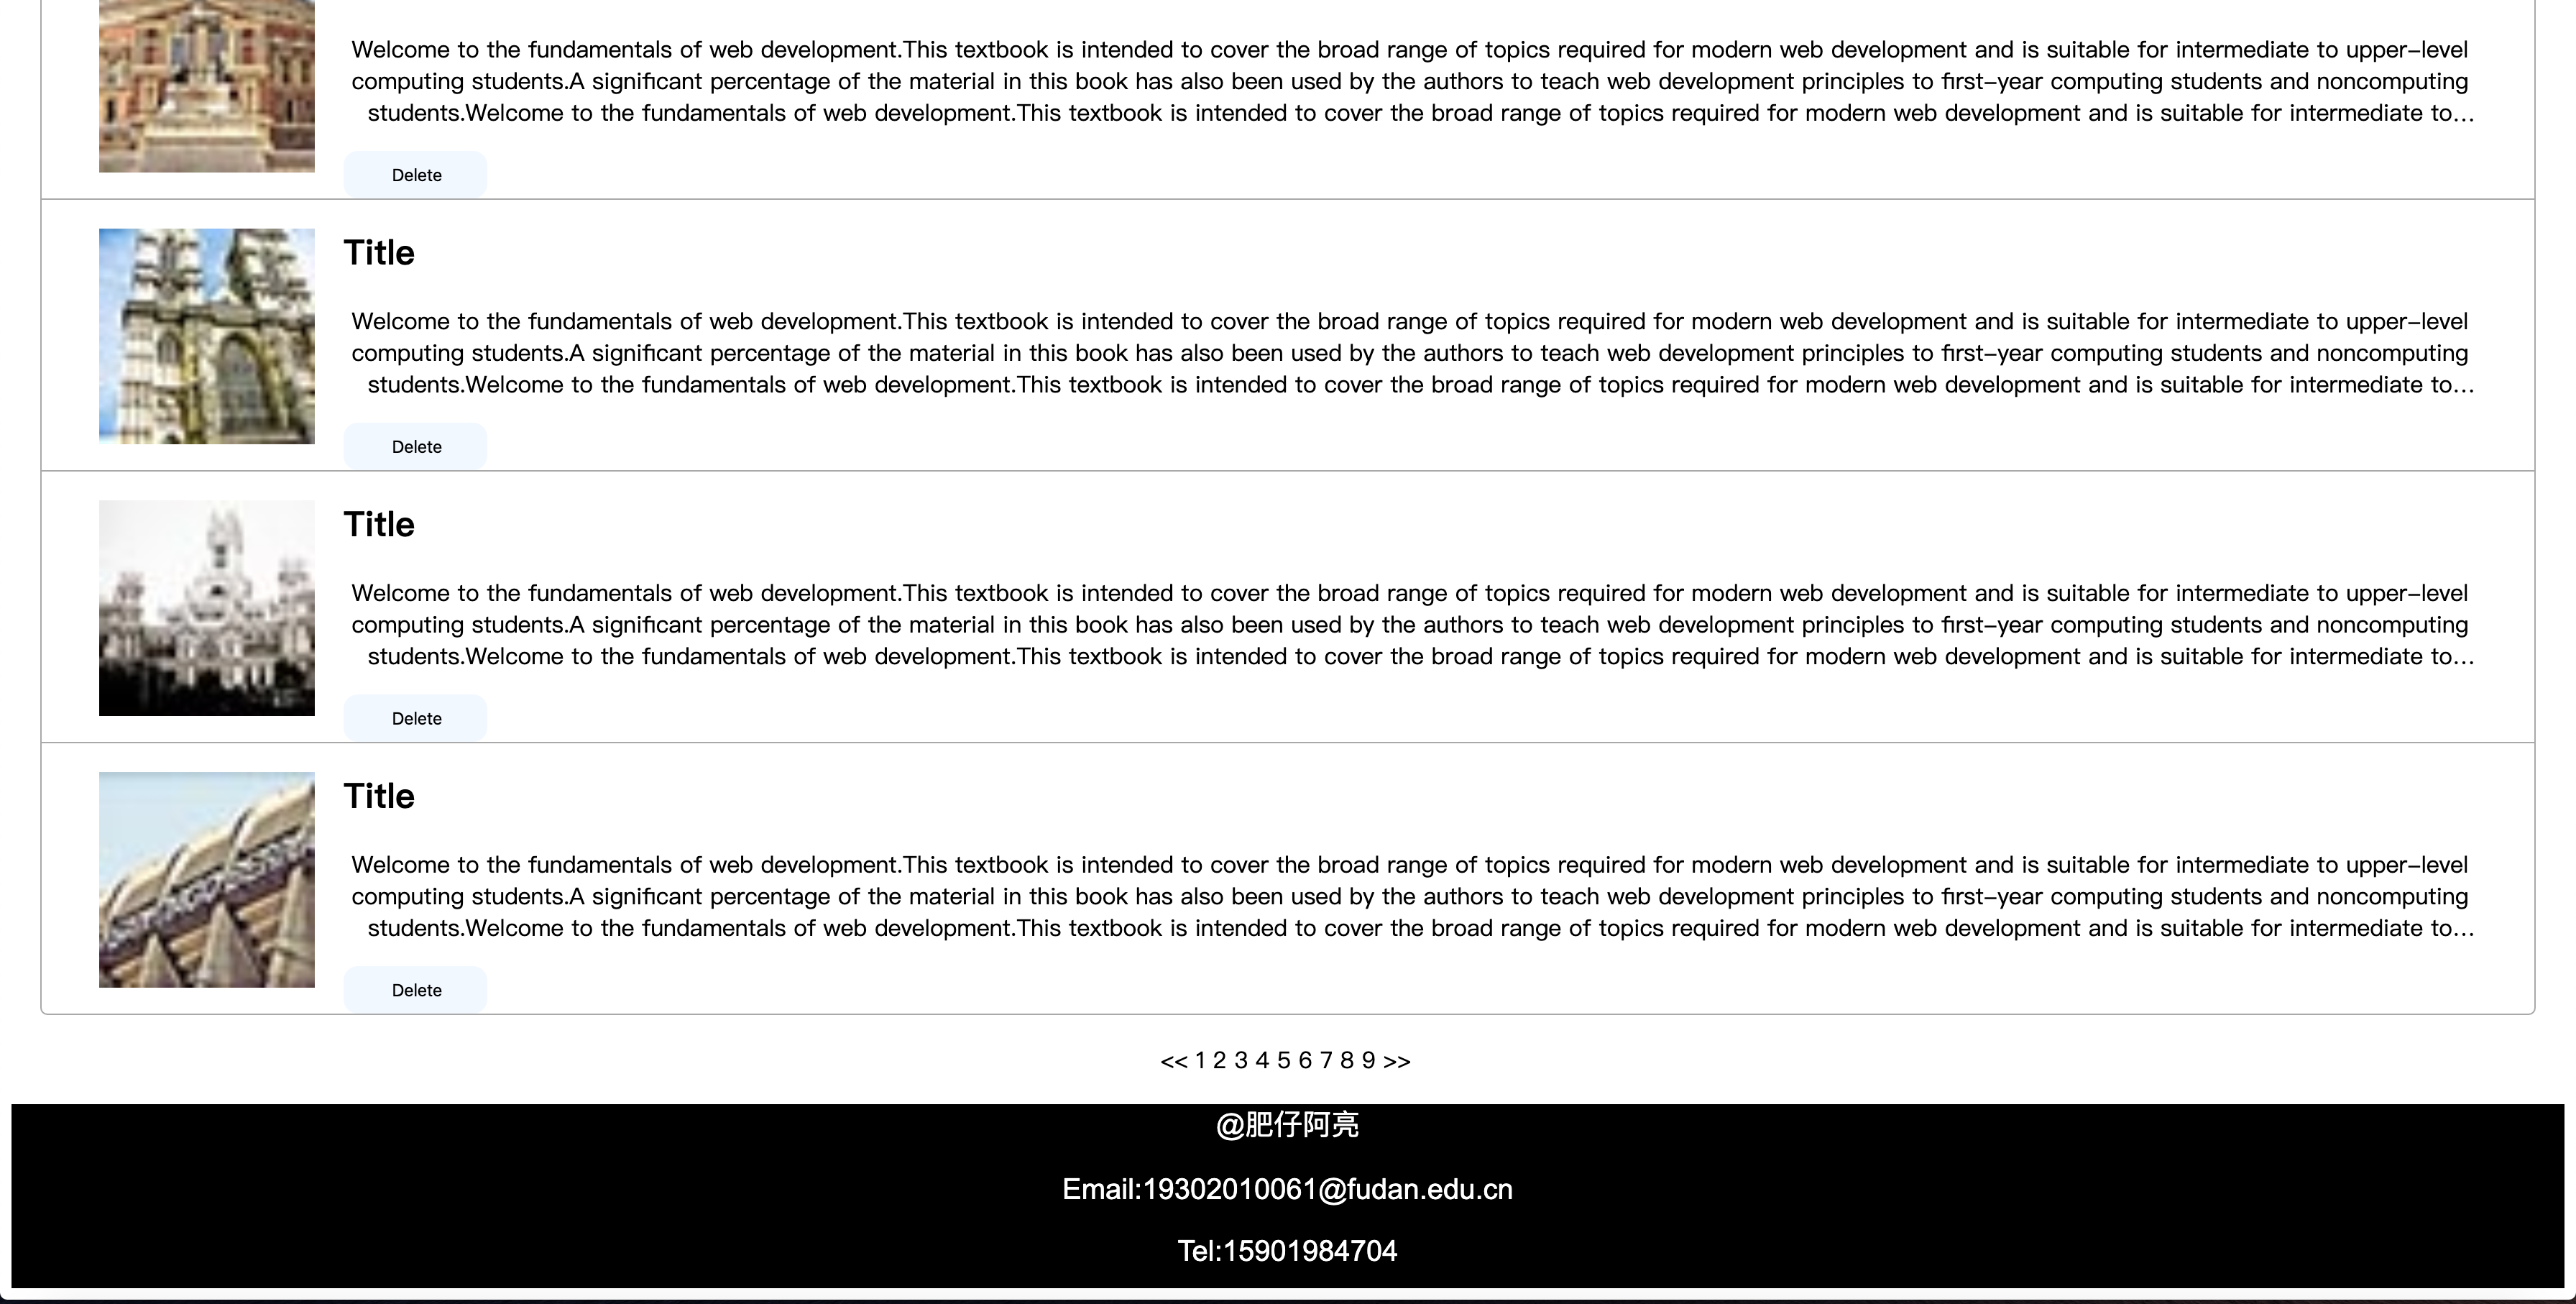 Welcome to the fundamentals of web development.This textbook is intended to cover the broad range of topics required for modern web development and is suitable for intermediate to upper-level
computing students.A significant percentage of the material in this book has also been used by the authors to teach web development principles to first-year computing students and noncomputing
students.Welcome to the fundamentals of web development.This textbook is intended to cover the broad range of topics required for modern web development and is suitable for intermediate to...
Delete
Title
Welcome to the fundamentals of web development.This textbook is intended to cover the broad range of topics required for modern web development and is suitable for intermediate to upper-level
computing students.A significant percentage of the material in this book has also been used by the authors to teach web development principles to first-year computing students and noncomputing
students.Welcome to the fundamentals of web development.This textbook is intended to cover the broad range of topics required for modern web development and is suitable for intermediate to...
Delete
Title
Welcome to the fundamentals of web development.This textbook is intended to cover the broad range of topics required for modern web development and is suitable for intermediate to upper-level
computing students.A significant percentage of the material in this book has also been used by the authors to teach web development principles to first-year computing students and noncomputing
students.Welcome to the fundamentals of web development.This textbook is intended to cover the broad range of topics required for modern web development and is suitable for intermediate to...
Delete
Title
Welcome to the fundamentals of web development.This textbook is intended to cover the broad range of topics required for modern web development and is suitable for intermediate to upper-level
computing students.A significant percentage of the material in this book has also been used by the authors to teach web development principles to first-year computing students and noncomputing
students.Welcome to the fundamentals of web development.This textbook is intended to cover the broad range of topics required for modern web development and is suitable for intermediate to...
Delete
<< 1 2 3 4 5 6 7 8 9 >>
@肥仔阿亮
Email:19302010061@fudan.edu.cn
Tel:15901984704